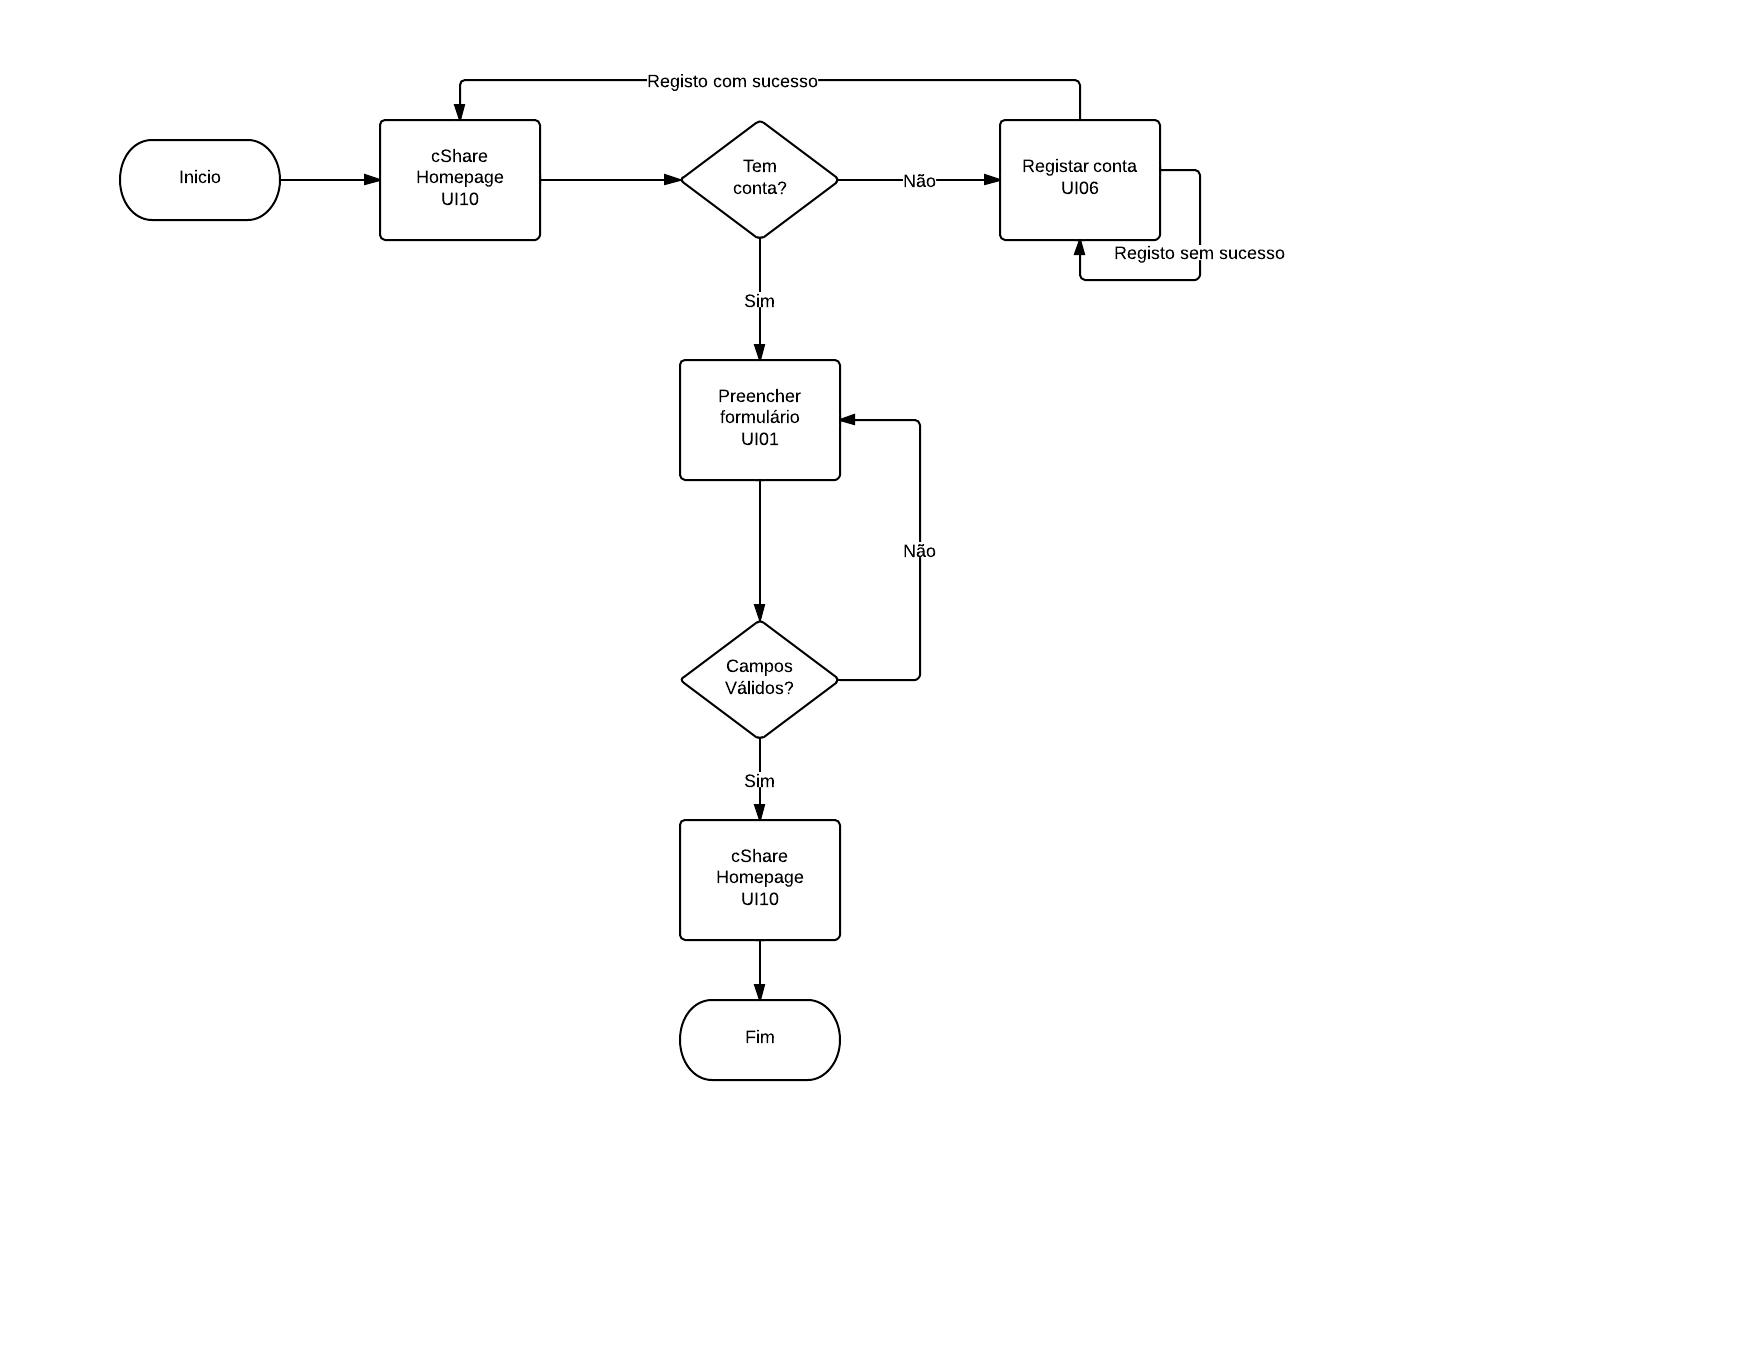 Registo com sucesso
Inicio
cShare
Homepage
UI10
Tem
conta?
Não
Registar conta
UI06
Registo sem sucesso
Sim
Preencher
formulário
UI01
Não
Campos
Válidos?
Sim
cShare
Homepage
UI10
Fim